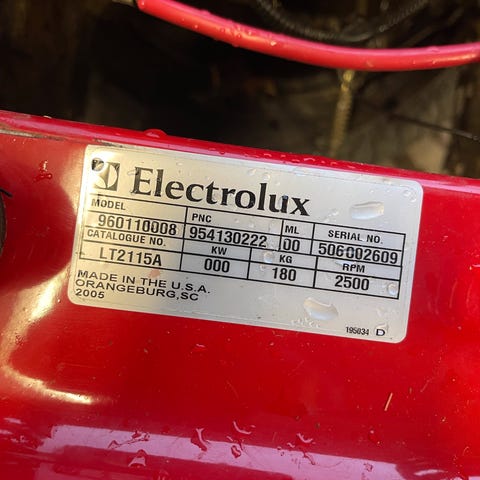 Electrolux
MODEL PNC ML SERIAL NO.
960110008 954130222 00 506002609
CATALOGUE NO. KW KG RPM
LT2115A 000 180 2500
MADE IN THE U.S.A.
ORANGEBURG,SC
2005
195034 D